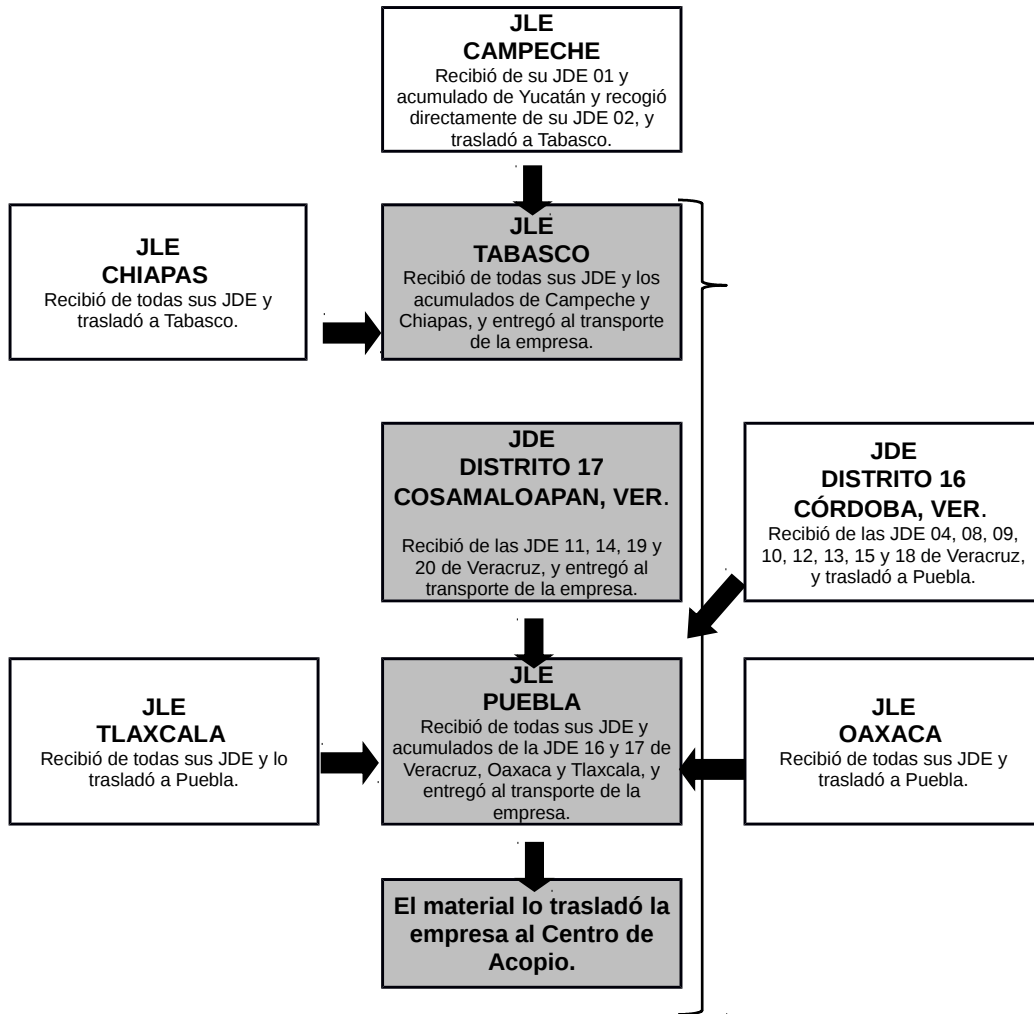 JLE
CAMPECHE
Recibió de su JDE 01 y
acumulado de Yucatán y recogió
directamente de su JDE 02, y
trasladó a Tabasco.
JLE
CHIAPAS
Recibió de todas sus JDE y
trasladó a Tabasco.
JLE
TABASCO
Recibió de todas sus JDE y los
acumulados de Campeche y
Chiapas, y entregó al transporte
de la empresa.
JDE
DISTRITO 17
COSAMALOAPAN, VER.
Recibió de las JDE 11, 14, 19 y
20 de Veracruz, y entregó al
transporte de la empresa.
JDE
DISTRITO 16
CÓRDOBA, VER.
Recibió de las JDE 04, 08, 09,
10, 12, 13, 15 y 18 de Veracruz,
y trasladó a Puebla.
JLE
TLAXCALA
Recibió de todas sus JDE y lo
trasladó a Puebla.
JLE
PUEBLA
Recibió de todas sus JDE y
acumulados de la JDE 16 y 17 de
Veracruz, Oaxaca y Tlaxcala, y
entregó al transporte de la
empresa.
JLE
OAXACA
Recibió de todas sus JDE y
trasladó a Puebla.
El material lo trasladó la
empresa al Centro de
Acopio.